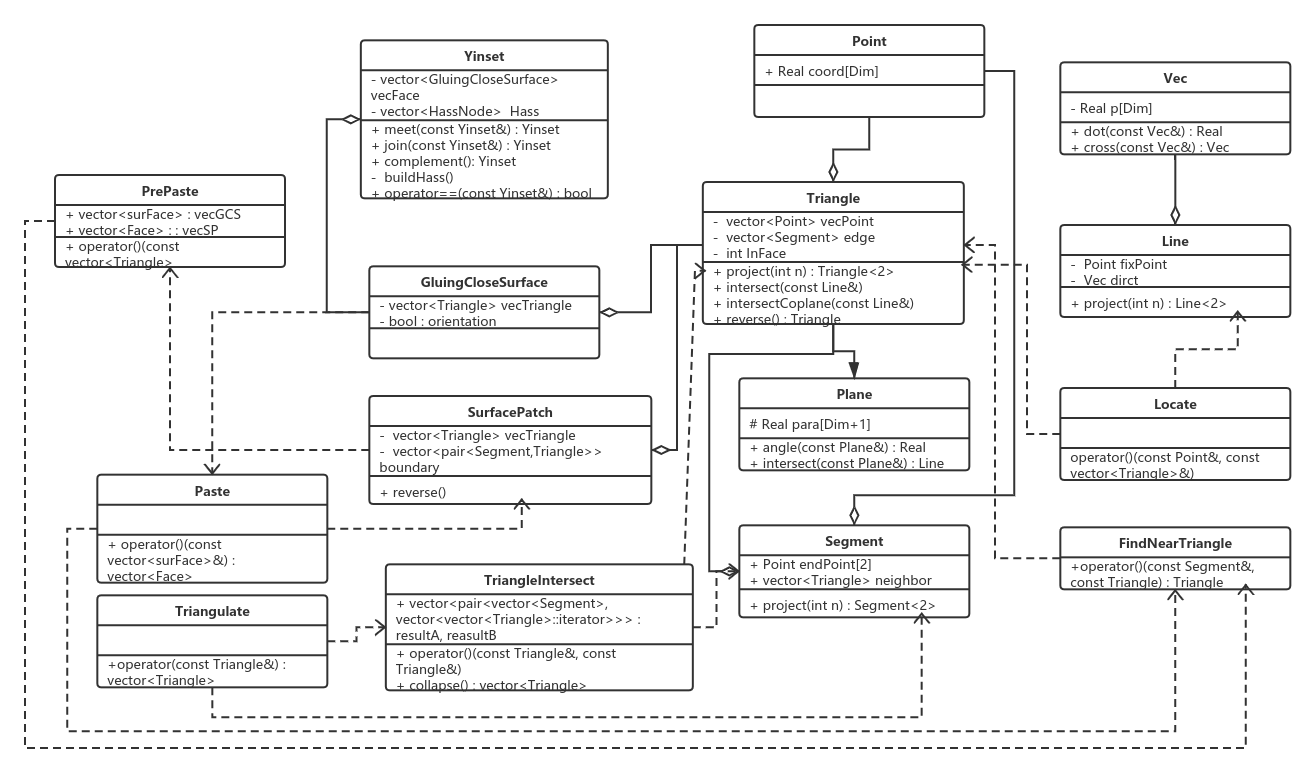 Yinset
- vector<GluingCloseSurface>
vecFace
- vector<HassNode>  Hass
+ meet(const Yinset&) : Yinset
+ join(const Yinset&) : Yinset
+ complement(): Yinset
-  buildHass()
+ operator==(const Yinset&) : bool
Point
+ Real coord[Dim]
Vec
- Real p[Dim]
+ dot(const Vec&) : Real
+ cross(const Vec&) : Vec
PrePaste
+ vector<surFace> : vecGCS
+ vector<Face> : : vecSP
+ operator()(const
vector<Triangle>
Triangle
-  vector<Point> vecPoint
-  vector<Segment> edge
-  int InFace
+ project(int n) : Triangle<2>
+ intersect(const Line&)
+ intersectCoplane(const Line&)
+ reverse() : Triangle
Line
-  Point fixPoint
-  Vec dirct
+ project(int n) : Line<2>
GluingCloseSurface
- vector<Triangle> vecTriangle
- bool : orientation
SurfacePatch
-  vector<Triangle> vecTriangle
-  vector<pair<Segment,Triangle>>
boundary
+ reverse()
Plane
# Real para[Dim+1]
+ angle(const Plane&) : Real
+ intersect(const Plane&) : Line
Locate
operator()(const Point&, const
vector<Triangle>&)
Paste
+ operator()(const
vector<surFace>&) :
vector<Face>
Segment
+ Point endPoint[2]
+ vector<Triangle> neighbor
+ project(int n) : Segment<2>
FindNearTriangle
+operator()(const Segment&,
const Triangle) : Triangle
TriangleIntersect
+ vector<pair<vector<Segment>,
vector<vector<Triangle>::iterator>>> :
resultA, reasultB
+ operator()(const Triangle&, const
Triangle&)
+ collapse() : vector<Triangle>
Triangulate
+operator(const Triangle&) :
vector<Triangle>